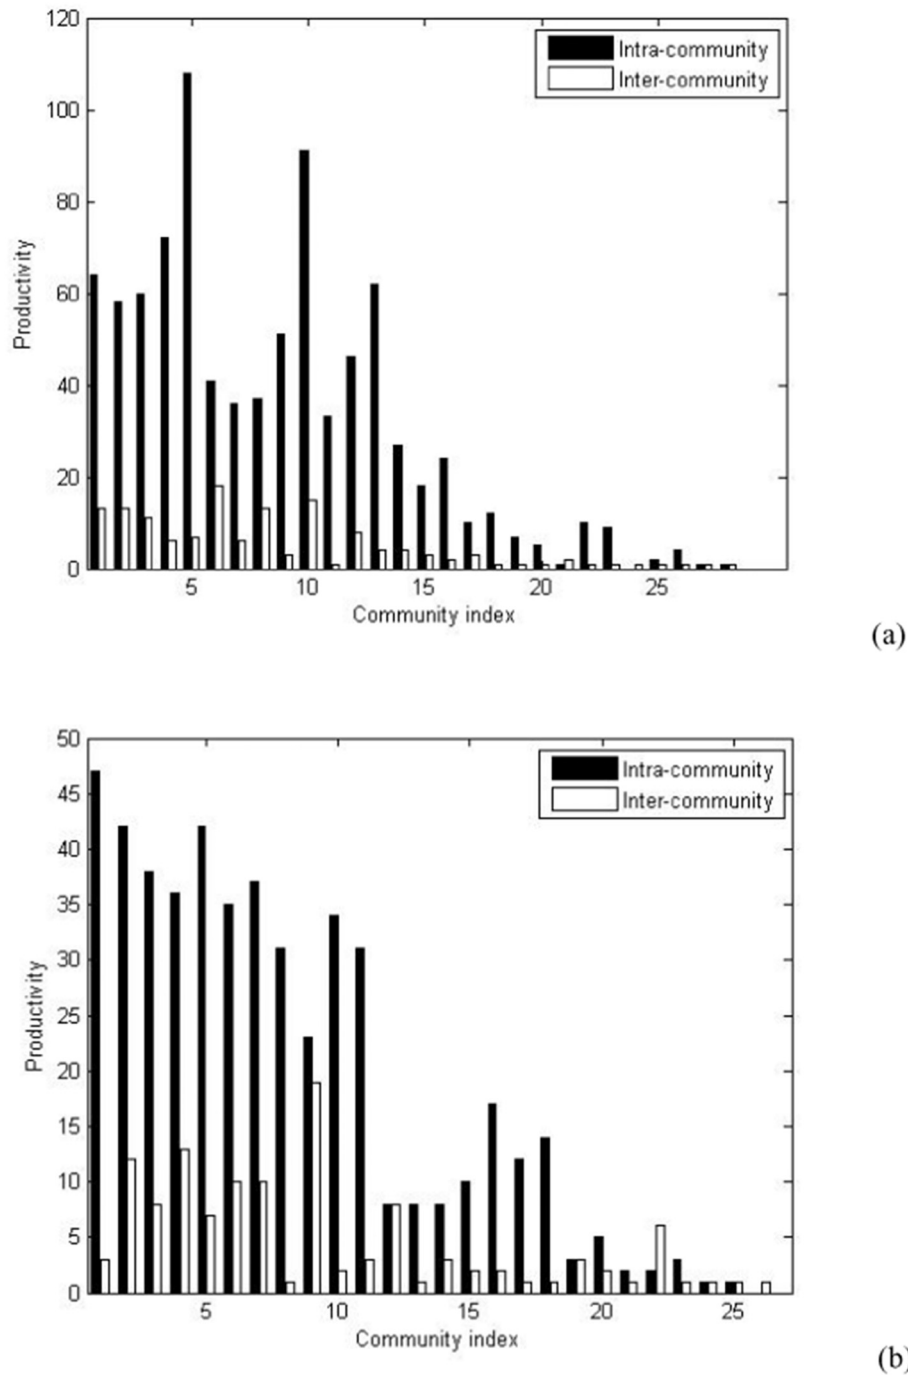 120
100
80
60
40
20
0
Productivity
Intra-community
Inter-community
5 10 15 20 25
Community index
(a)
50
45
40
35
30
25
20
15
10
5
0
Productivity
Intra-community
Inter-community
5 10 15 20 25
Community index
(b)